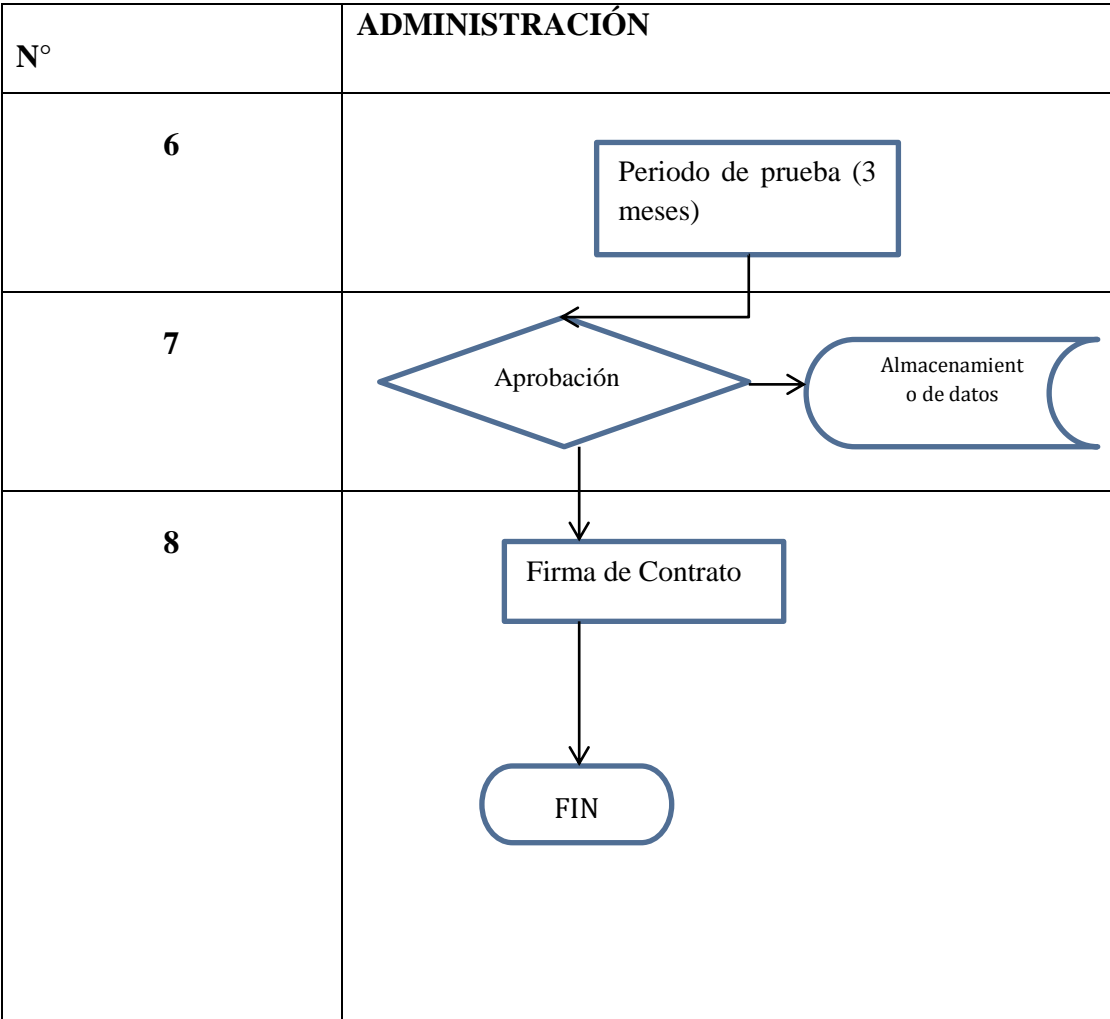 N°
ADMINISTRACIÓN
6
Periodo de prueba (3
meses)
7
Aprobación
Almacenamient
o de datos
8
Firma de Contrato
FIN